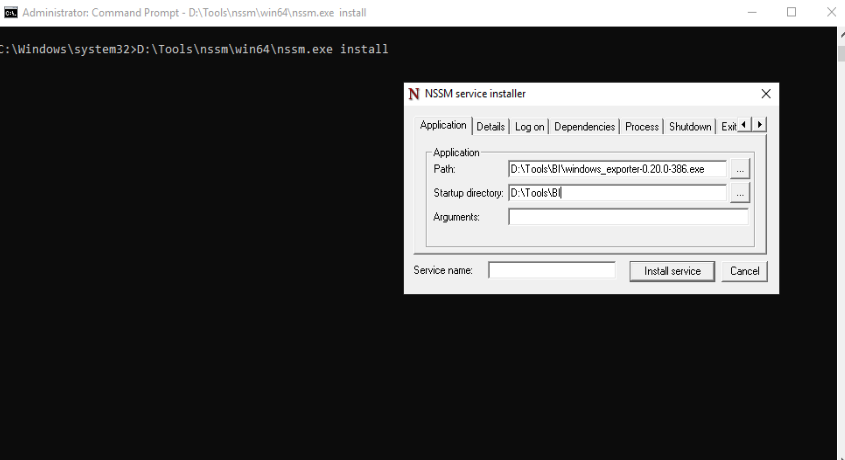 Administrator: Command Prompt - D:\Tools\nssm\win64\nssm.exe install
C:\Windows\system32>D:\Tools\nssm\win64\nssm.exe install
NSSM service installer
Application Details Log on Dependencies Process Shutdown Exit
Application
Path: D:\Tools\BI\windows_exporter-0.20.0-386.exe ...
Startup directory: D:\Tools\BI ...
Arguments:
Service name: Install service Cancel